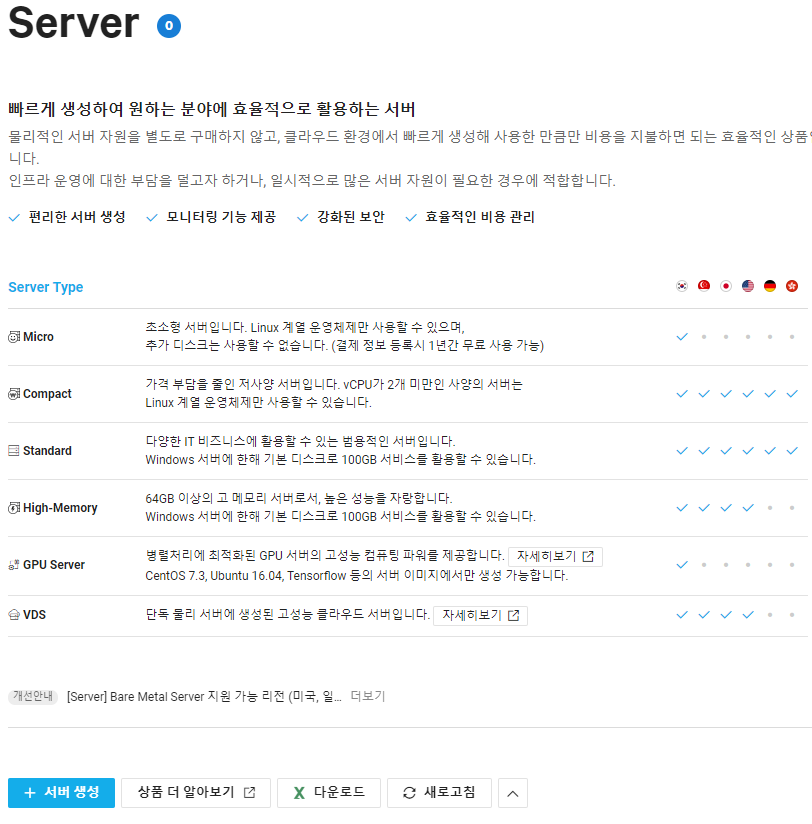 Server 0
빠르게 생성하여 원하는 분야에 효율적으로 활용하는 서버
물리적인 서버 자원을 별도로 구매하지 않고, 클라우드 환경에서 빠르게 생성해 사용한 만큼만 비용을 지불하면 되는 효율적인 상품
니다.
인프라 운영에 대한 부담을 덜고자 하거나, 일시적으로 많은 서버 자원이 필요한 경우에 적합합니다.
편리한 서버 생성 모니터링 기능 제공 강화된 보안 효율적인 비용 관리
Server Type
Micro
초소형 서버입니다. Linux 계열 운영체제만 사용할 수 있으며,
추가 디스크는 사용할 수 없습니다. (결제 정보 등록시 1년간 무료 사용 가능)
Compact
가격 부담을 줄인 저사양 서버입니다. vCPU가 2개 미만인 사양의 서버는
Linux 계열 운영체제만 사용할 수 있습니다.
Standard
다양한 IT 비즈니스에 활용할 수 있는 범용적인 서버입니다.
Windows 서버에 한해 기본 디스크로 100GB 서비스를 활용할 수 있습니다.
High-Memory
64GB 이상의 고 메모리 서버로서, 높은 성능을 자랑합니다.
Windows 서버에 한해 기본 디스크로 100GB 서비스를 활용할 수 있습니다.
GPU Server
병렬처리에 최적화된 GPU 서버의 고성능 컴퓨팅 파워를 제공합니다. 자세히보기
CentOS 7.3, Ubuntu 16.04, Tensorflow 등의 서버 이미지에서만 생성 가능합니다.
VDS
단독 물리 서버에 생성된 고성능 클라우드 서버입니다. 자세히보기
개선안내 [Server] Bare Metal Server 지원 가능 리전 (미국, 일... 더보기
+ 서버 생성 상품 더 알아보기 다운로드 새로고침